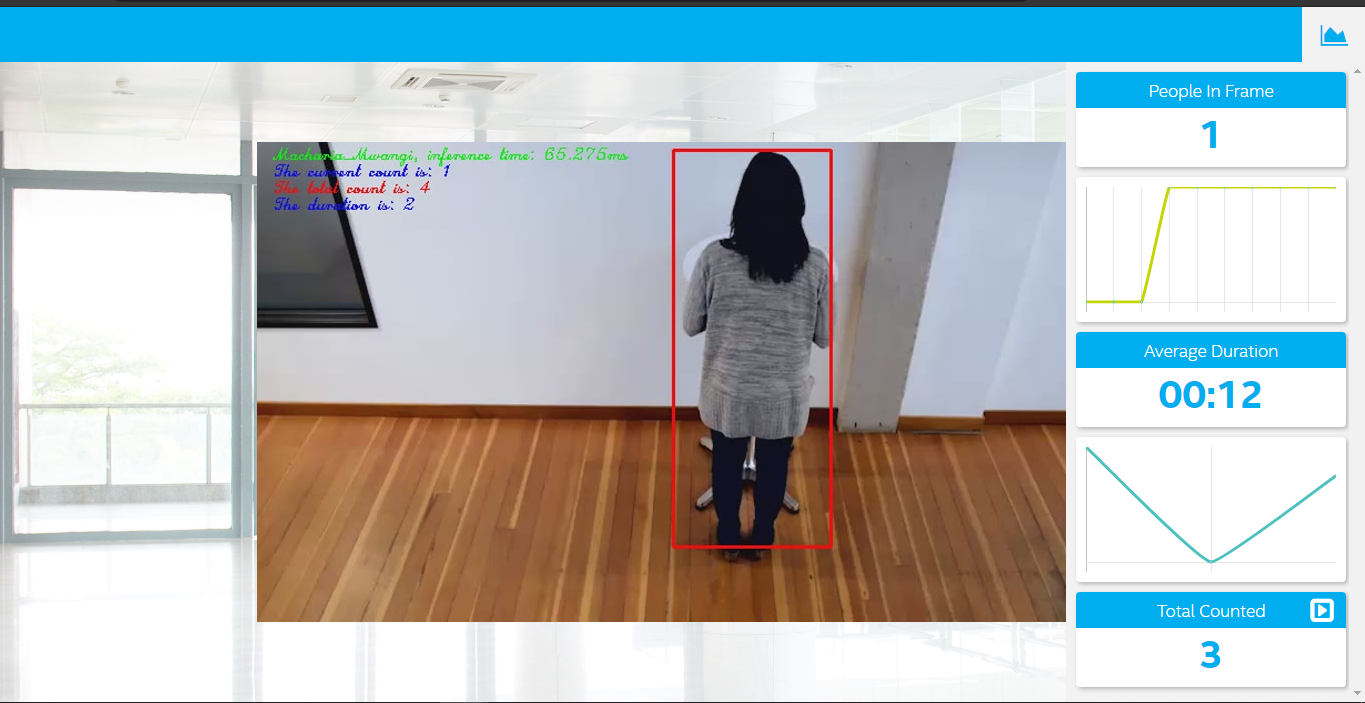 Macharia_Mwangi, inference time: 65.275ms
The current count is: 1
The total count is: 4
The duration is: 2
People In Frame
1
Average Duration
00:12
Total Counted
3